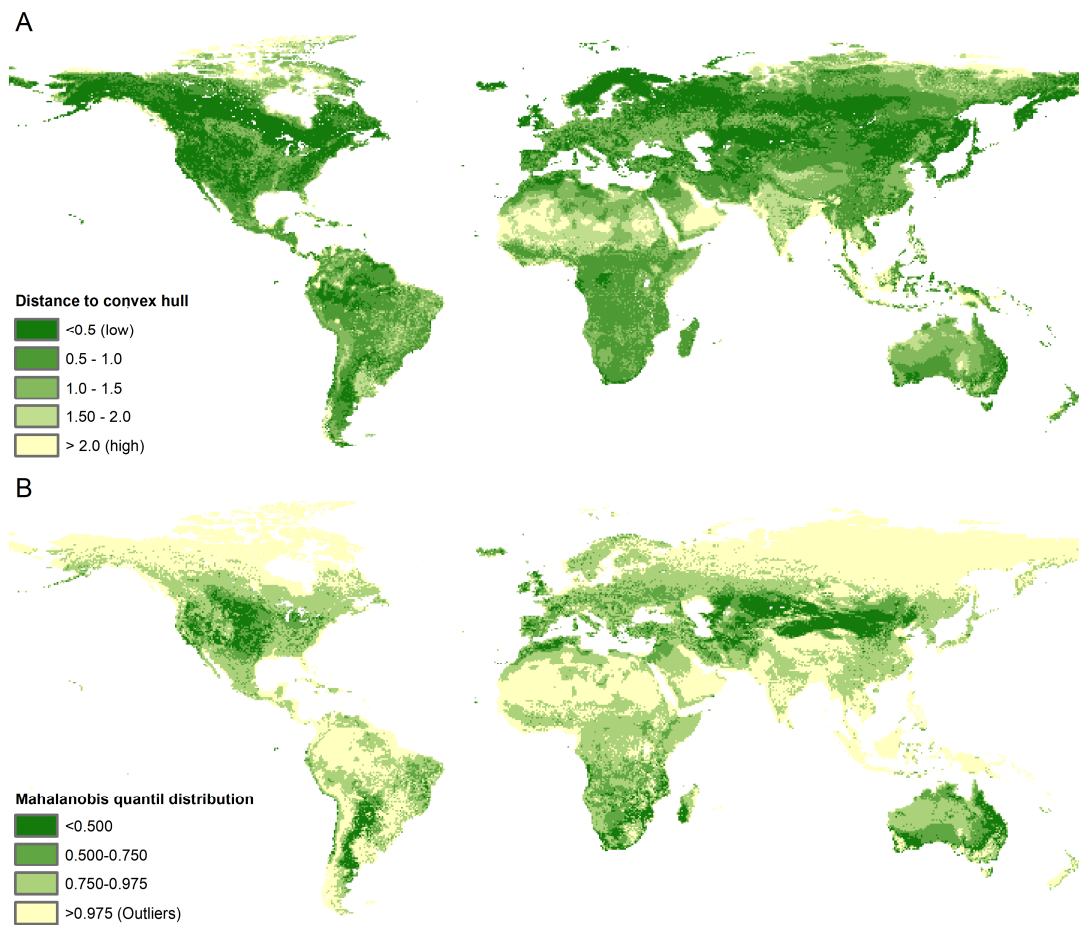 A
Distance to convex hull
<0.5 (low)
0.5 - 1.0
1.0 - 1.5
1.50 - 2.0
> 2.0 (high)
B
Mahalanobis quantil distribution
<0.500
0.500-0.750
0.750-0.975
>0.975 (Outliers)